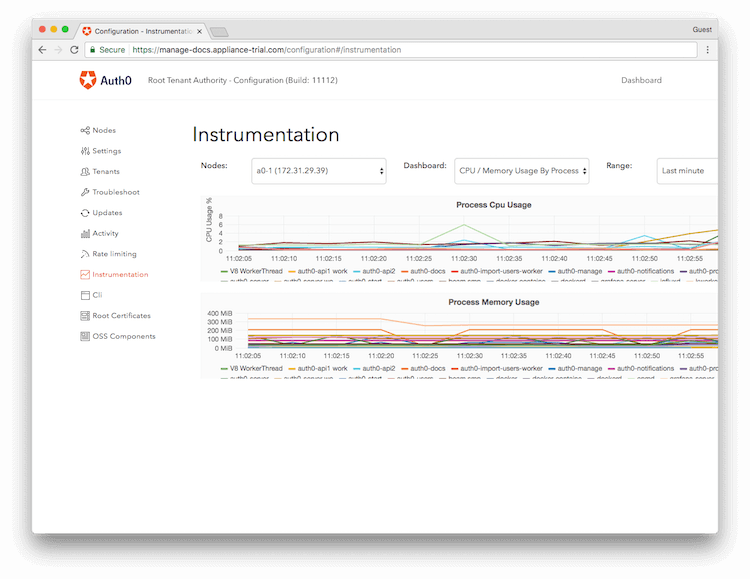 Configuration - Instrumentatio
Guest
Secure
https://manage-docs.appliance-trial.com/configuration#/instrumentation
Auth0
Root Tenant Authority - Configuration (Build: 11112)
Dashboard
Nodes
Settings
Tenants
Troubleshoot
Updates
Activity
Rate limiting
Instrumentation
Cli
Root Certificates
OSS Components
Instrumentation
Nodes: a0-1 (172.31.29.39) Dashboard: CPU / Memory Usage By Process Range: Last minute
Process Cpu Usage
CPU Usage %
8
6
4
2
0
11:02:05 11:02:10 11:02:15 11:02:20 11:02:25 11:02:30 11:02:35 11:02:40 11:02:45 11:02:50 11:02:55
V8 WorkerThread auth0-api1 work auth0-api2 auth0-docs auth0-import-users-worker auth0-manage auth0-notifications auth0-pro
Process Memory Usage
400 MiB
300 MiB
200 MiB
100 MiB
0 MiB
11:02:05 11:02:10 11:02:15 11:02:20 11:02:25 11:02:30 11:02:35 11:02:40 11:02:45 11:02:50 11:02:55
V8 WorkerThread auth0-api1 work auth0-api2 auth0-docs auth0-import-users-worker auth0-manage auth0-notifications auth0-pro